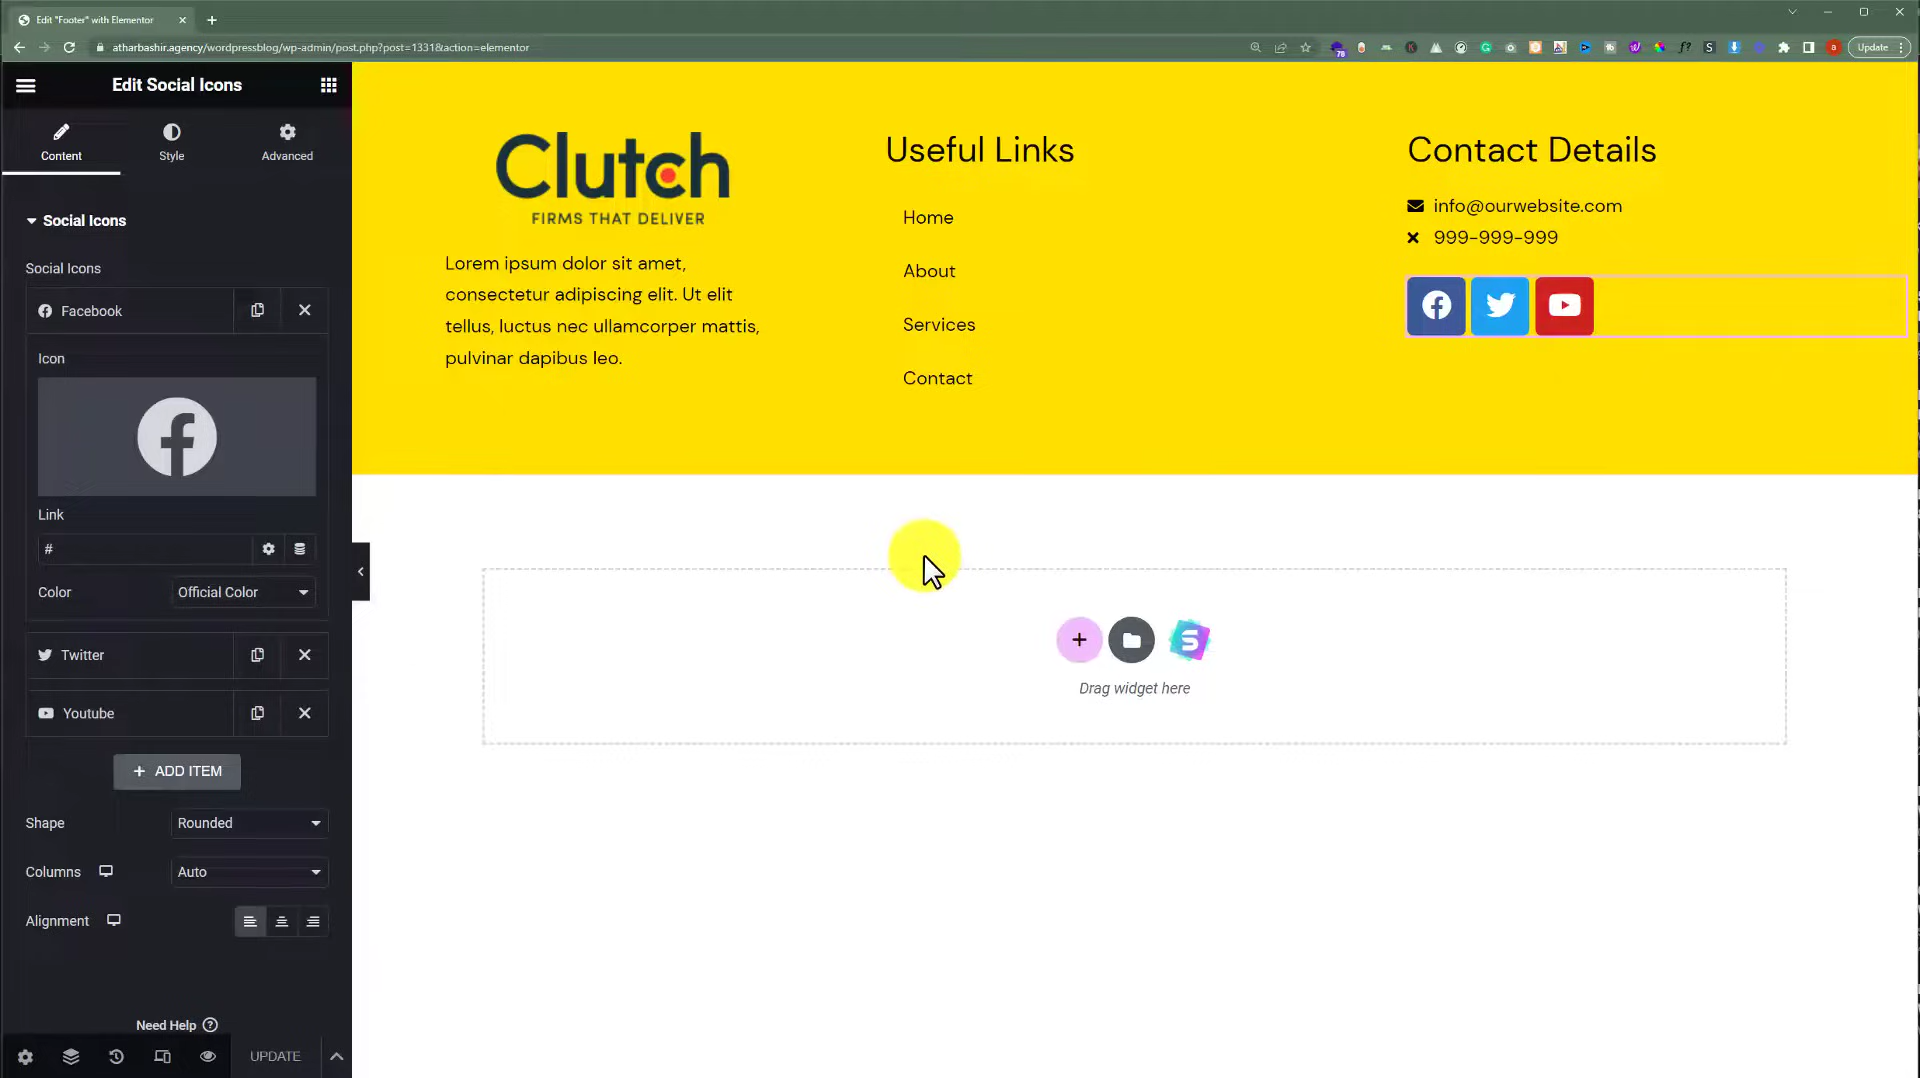 Edit "Footer" with Elementor
atharbashir.agency/wordpressblog/wp-admin/post.php?post=1331&action=elementor
78
Update
Edit Social Icons
Content
Style
Advanced
Social Icons
Social Icons
Facebook
Icon
Link
#
Color
Official Color
Twitter
Youtube
ADD ITEM
Shape
Rounded
Columns
Auto
Alignment
Need Help
UPDATE
Clutch
FIRMS THAT DELIVER
Lorem ipsum dolor sit amet,
consectetur adipiscing elit. Ut elit
tellus, luctus nec ullamcorper mattis,
pulvinar dapibus leo.
Useful Links
Home
About
Services
Contact
Contact Details
info@ourwebsite.com
999-999-999
Drag widget here